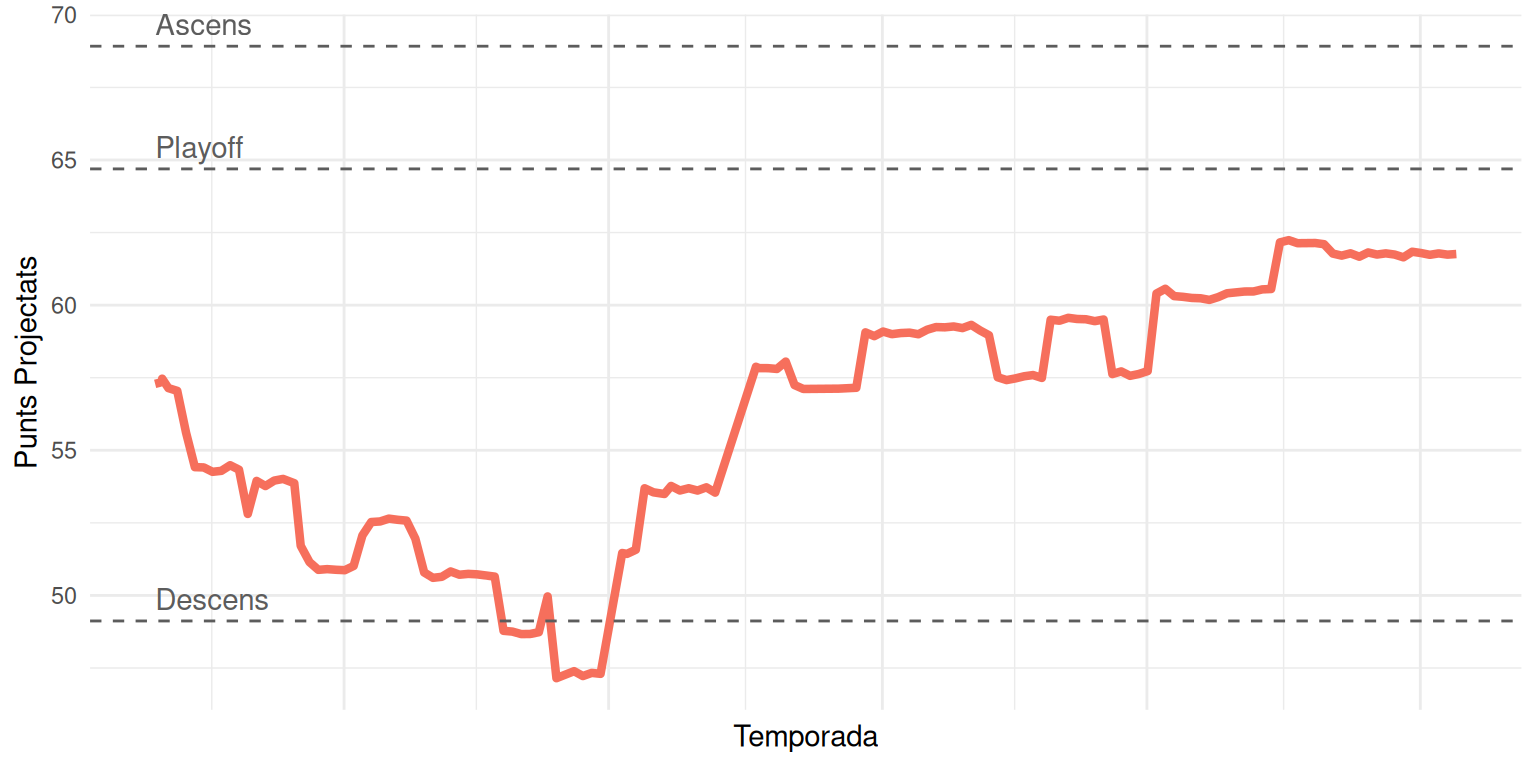 70
Ascens
Playoff
65
60
55
50
Descens
Punts Projectats
Temporada